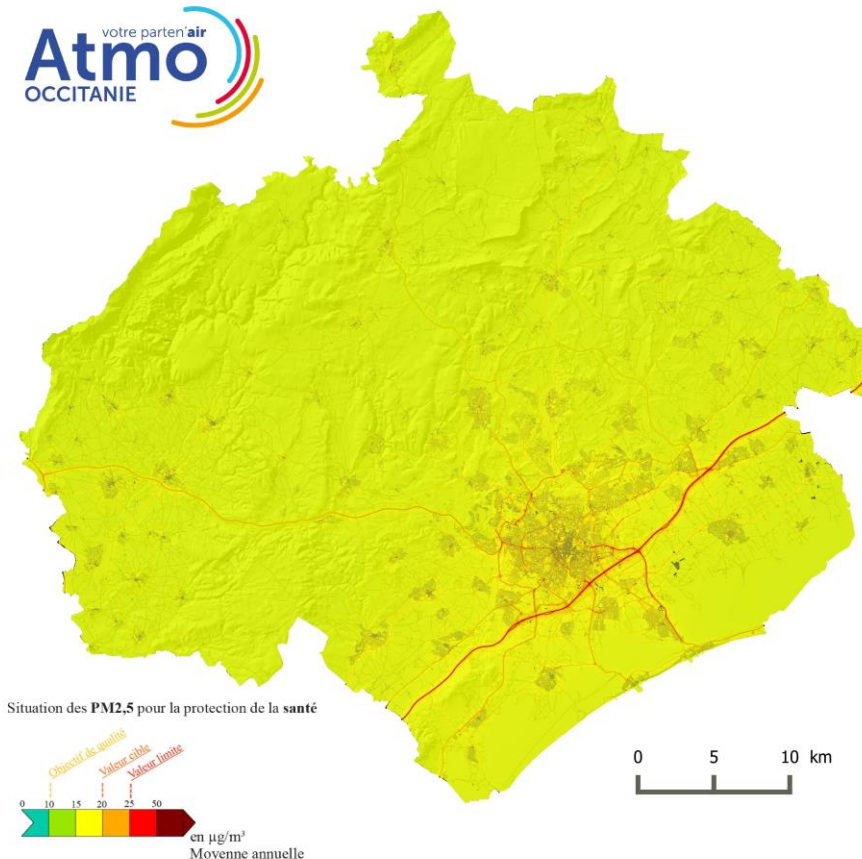 votre parten'air
Atmo
OCCITANIE
Situation des PM2,5 pour la protection de la santé
Objectif de qualité
Valeur cible
Valeur limite
0 10 15 20 25 50
en µg/m³
Moyenne annuelle
0 5 10 km